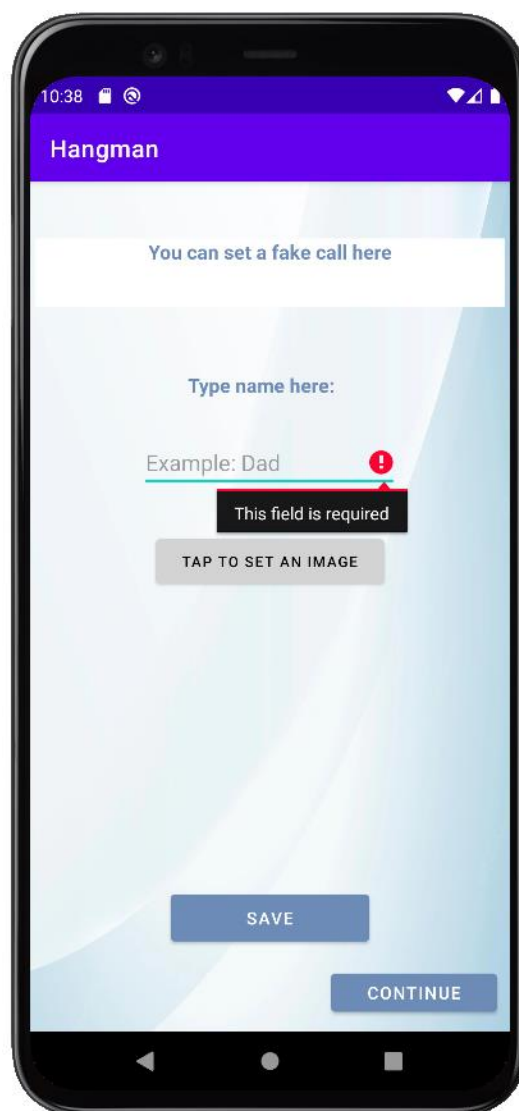 10:38
Hangman
You can set a fake call here
Type name here:
Example: Dad
This field is required
TAP TO SET AN IMAGE
SAVE
CONTINUE